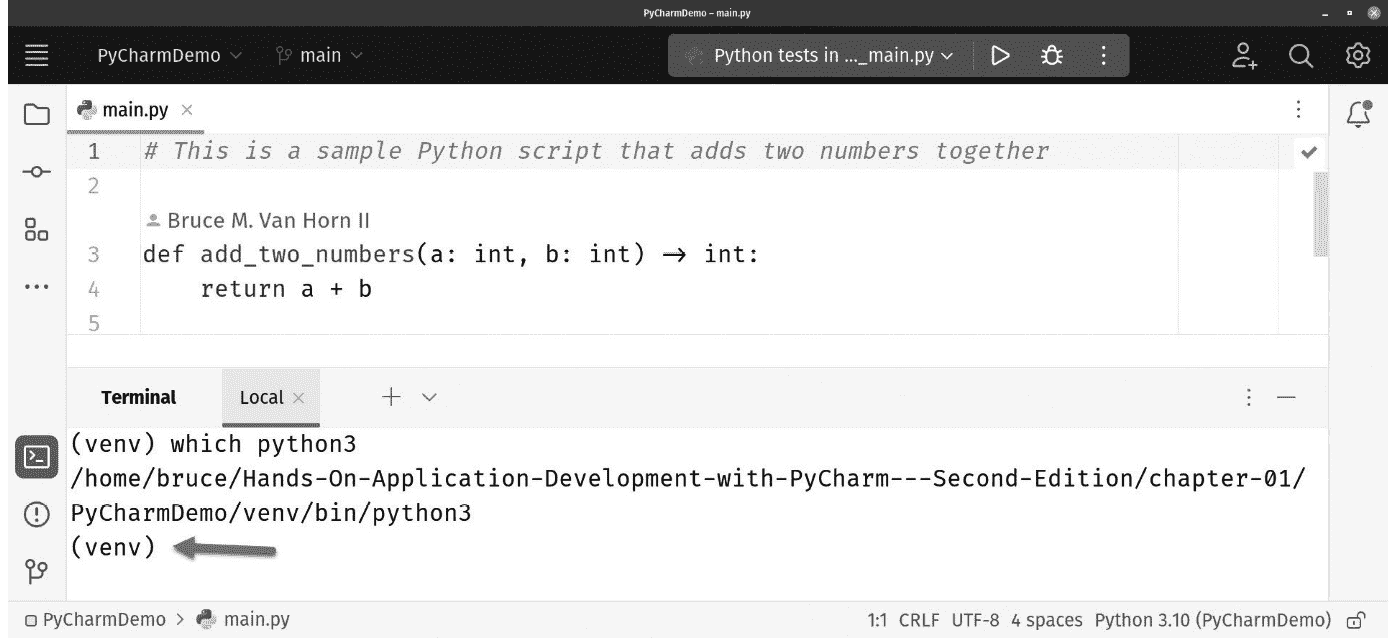 PyCharmDemo – main.py
PyCharmDemo main Python tests in ..._main.py
main.py
1 # This is a sample Python script that adds two numbers together
2
Bruce M. Van Horn II
3 def add_two_numbers(a: int, b: int) → int:
4 return a + b
5
Terminal Local
(venv) which python3
/home/bruce/Hands-On-Application-Development-with-PyCharm---Second-Edition/chapter-01/
PyCharmDemo/venv/bin/python3
(venv)
PyCharmDemo > main.py 1:1 CRLF UTF-8 4 spaces Python 3.10 (PyCharmDemo)